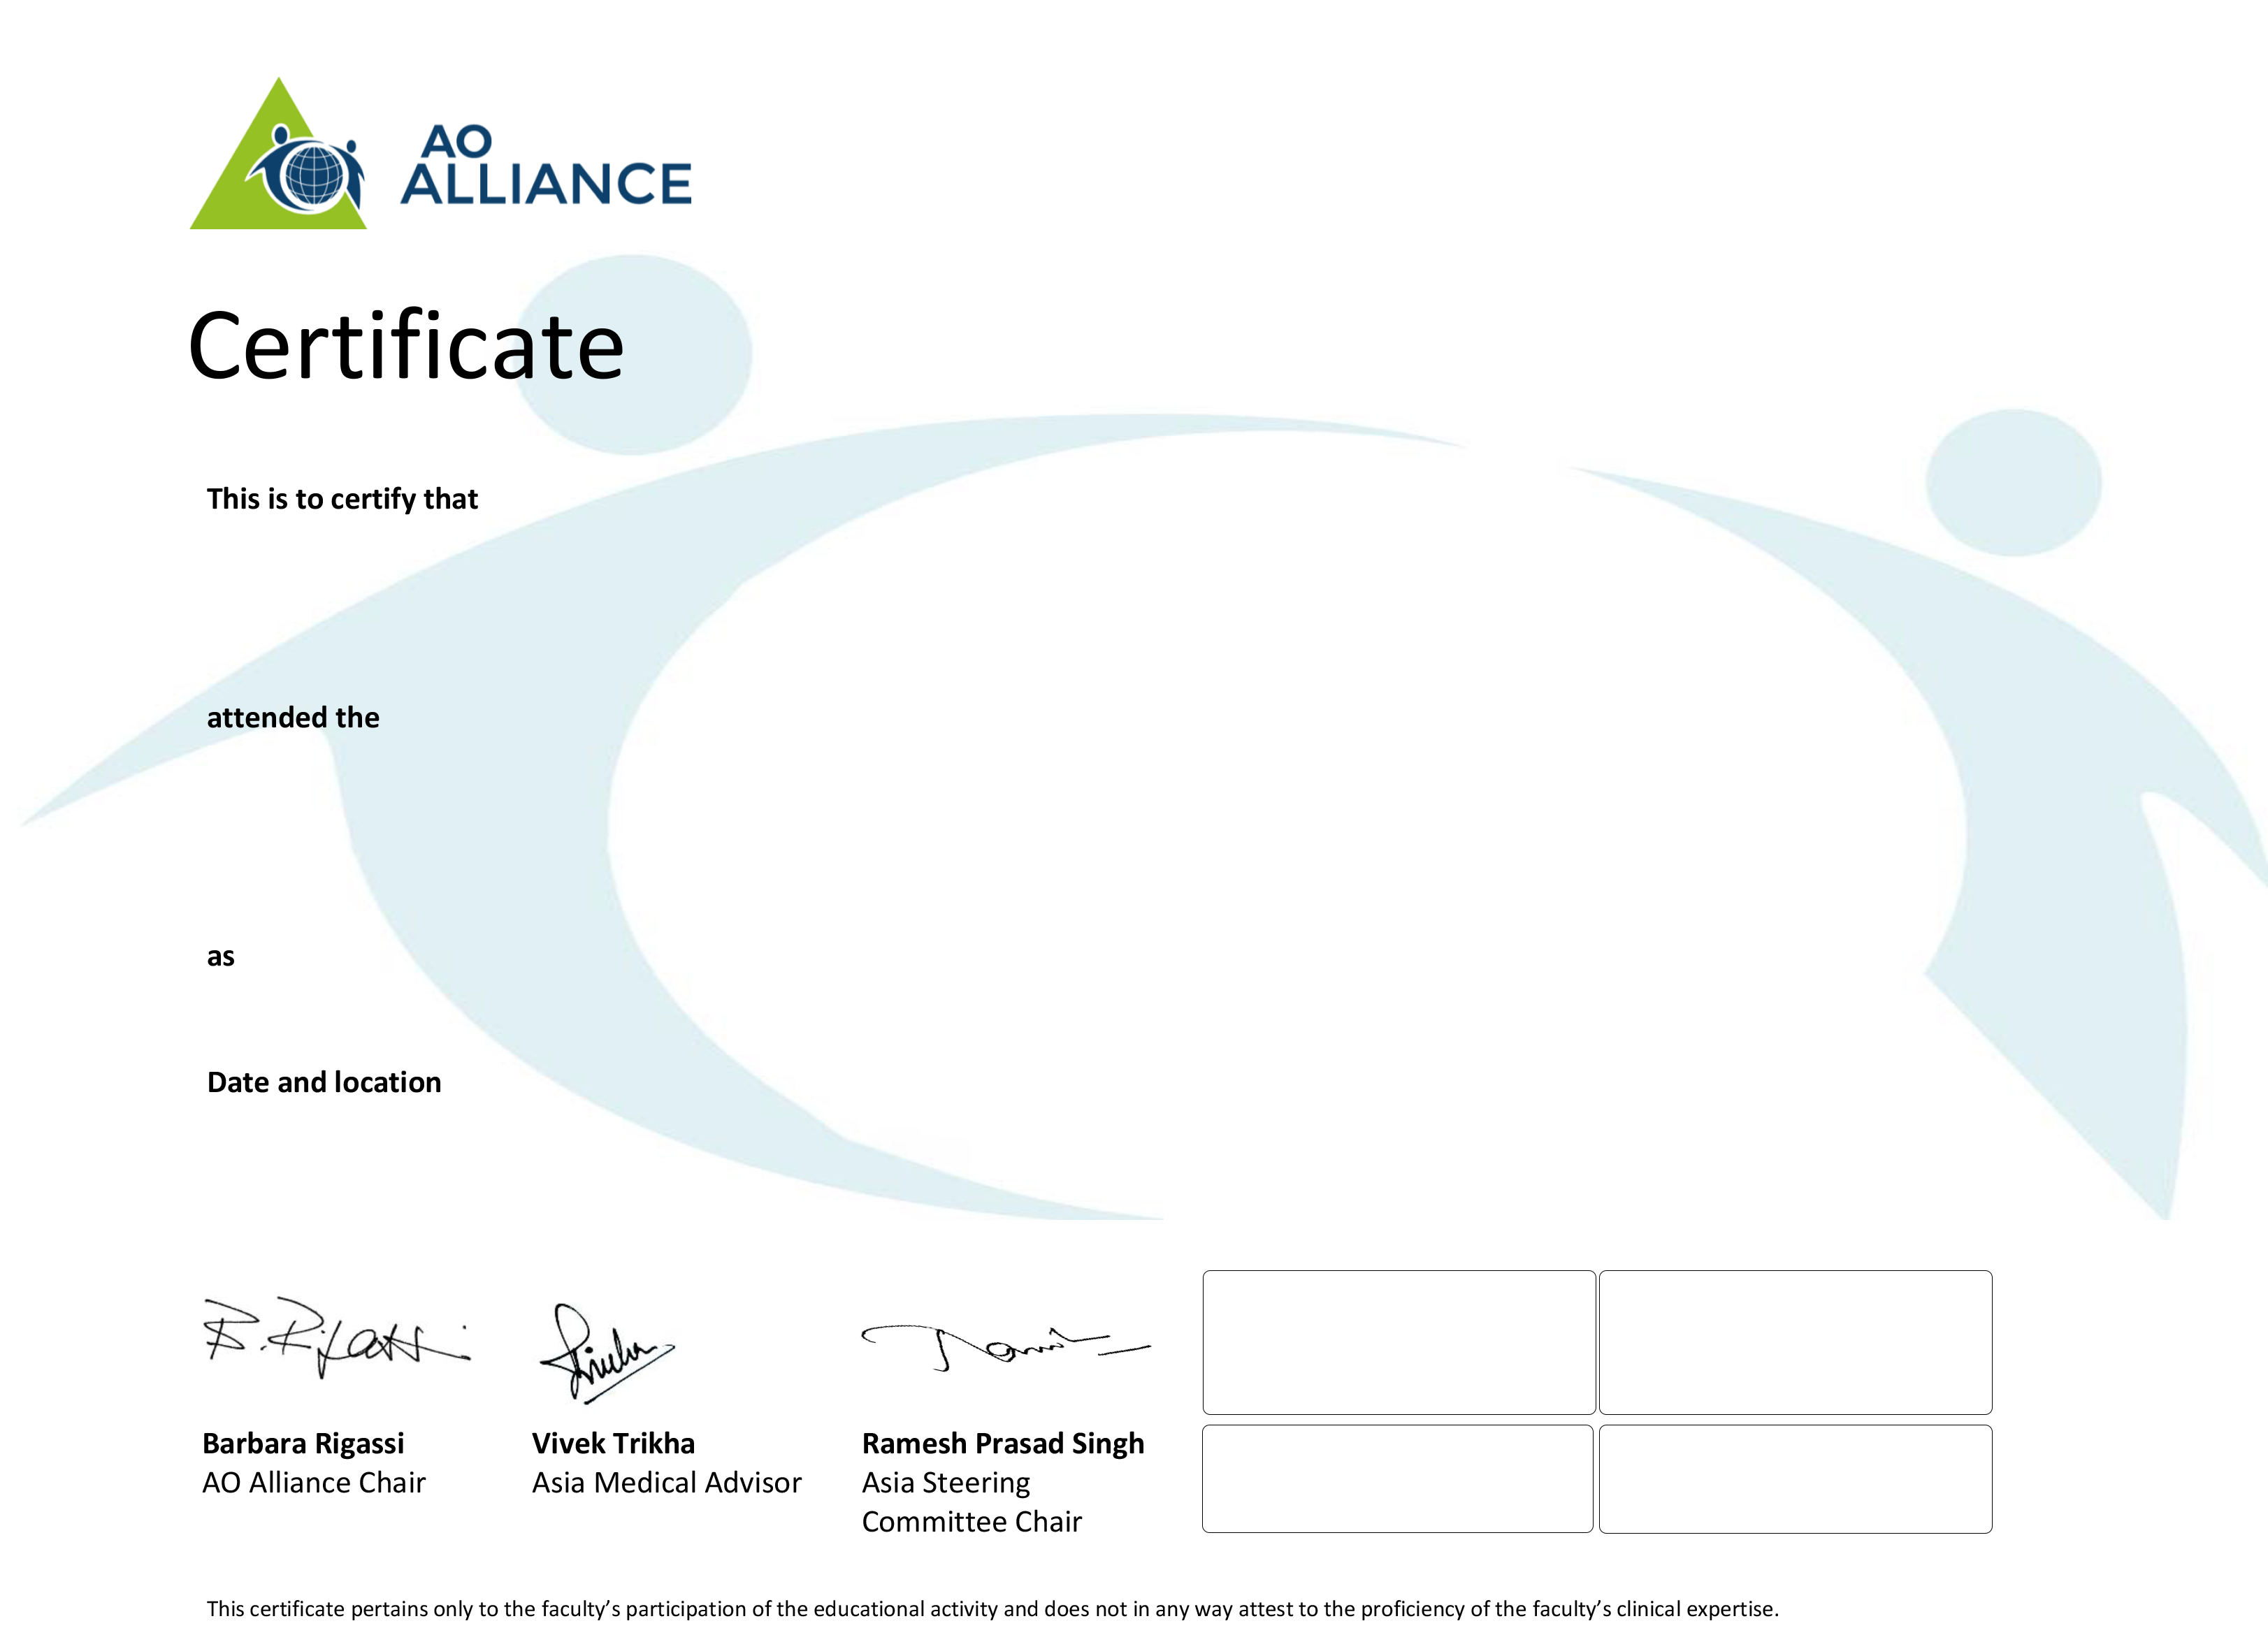 AO
ALLIANCE
Certificate
This is to certify that
attended the
as
Date and location
B. Rigassi
Barbara Rigassi
AO Alliance Chair
Vivek Trikha
Asia Medical Advisor
Ramesh Prasad Singh
Asia Steering
Committee Chair
This certificate pertains only to the faculty’s participation of the educational activity and does not in any way attest to the proficiency of the faculty’s clinical expertise.